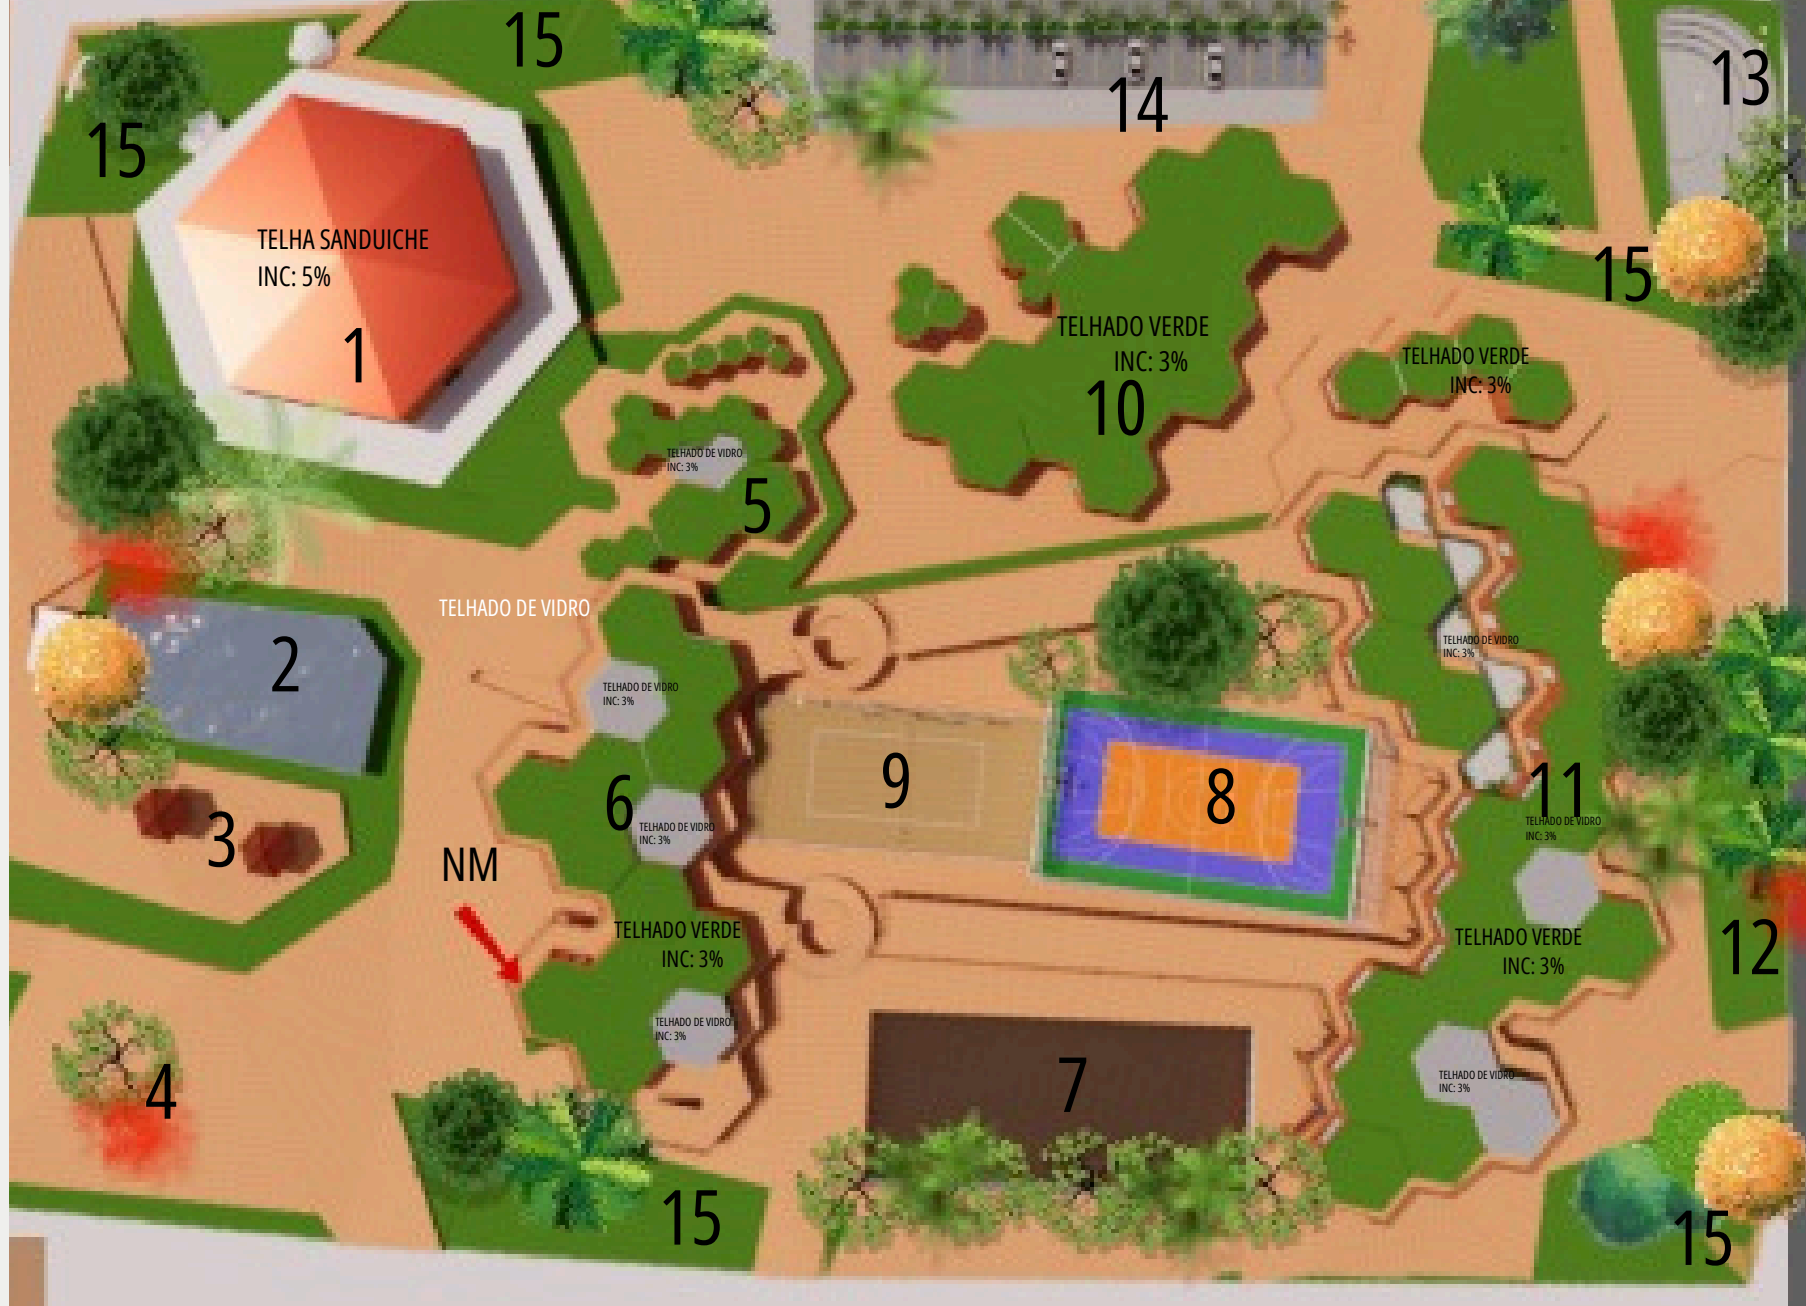 15
14
13
15
TELHA SANDUICHE
INC: 5%
1
15
TELHADO VERDE
INC: 3%
10
TELHADO VERDE
INC: 3%
TELHADO DE VIDRO
INC: 3%
5
TELHADO DE VIDRO
2
TELHADO DE VIDRO
INC: 3%
TELHADO DE VIDRO
INC: 3%
6
TELHADO DE VIDRO
INC: 3%
9
8
11
TELHADO DE VIDRO
INC: 3%
3
NM
TELHADO VERDE
INC: 3%
TELHADO VERDE
INC: 3%
12
TELHADO DE VIDRO
INC: 3%
4
7
TELHADO DE VIDRO
INC: 3%
15
15